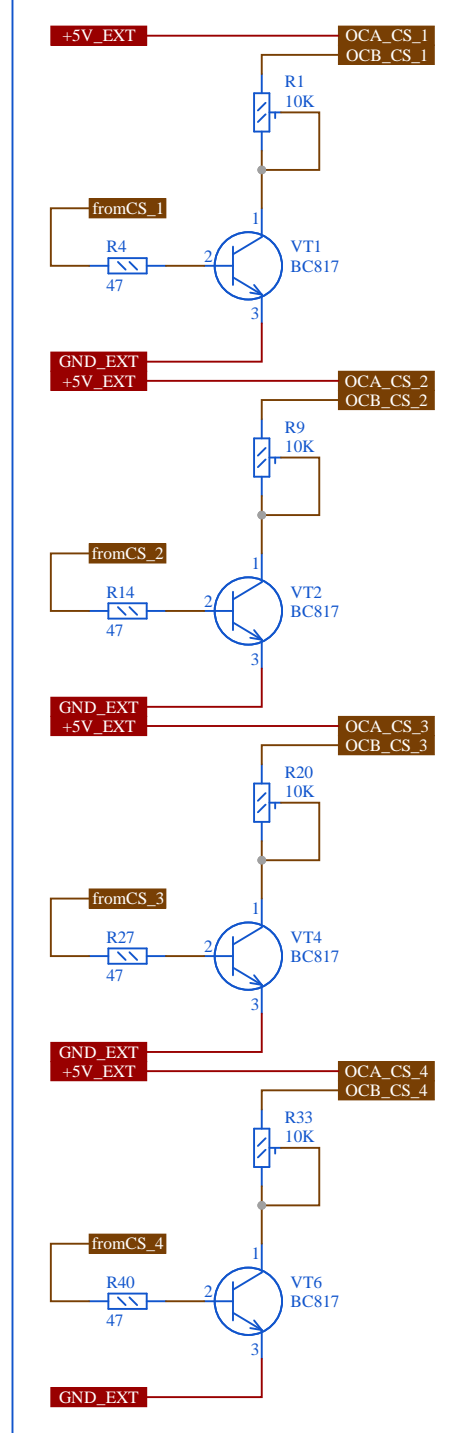 +5V_EXT OCA_CS_1
OCB_CS_1
R1
10K
fromCS_1
1
R4
2
VT1
BC817
47
3
GND_EXT
+5V_EXT OCA_CS_2
OCB_CS_2
R9
10K
fromCS_2
1
R14
2
VT2
BC817
47
3
GND_EXT
+5V_EXT OCA_CS_3
OCB_CS_3
R20
10K
fromCS_3
1
R27
2
VT4
BC817
47
3
GND_EXT
+5V_EXT OCA_CS_4
OCB_CS_4
R33
10K
fromCS_4
1
R40
2
VT6
BC817
47
3
GND_EXT